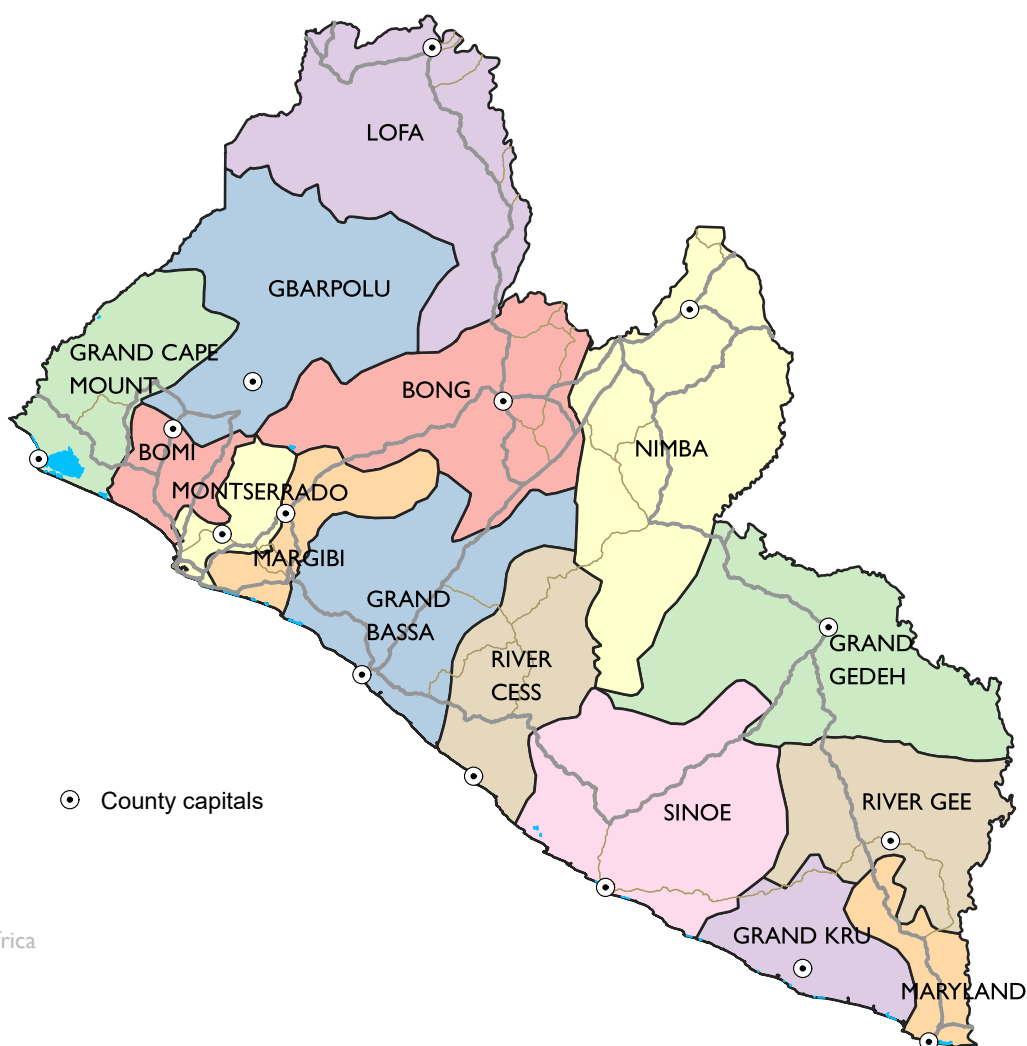 LOFA
GBARPOLU
GRAND CAPE
MOUNT
BONG
BOMI
NIMBA
MONTSERRADO
MARGIBI
GRAND
BASSA
GRAND
GEDEH
RIVER
CESS
County capitals
SINOE
RIVER GEE
GRAND KRU
rica
MARYLAND